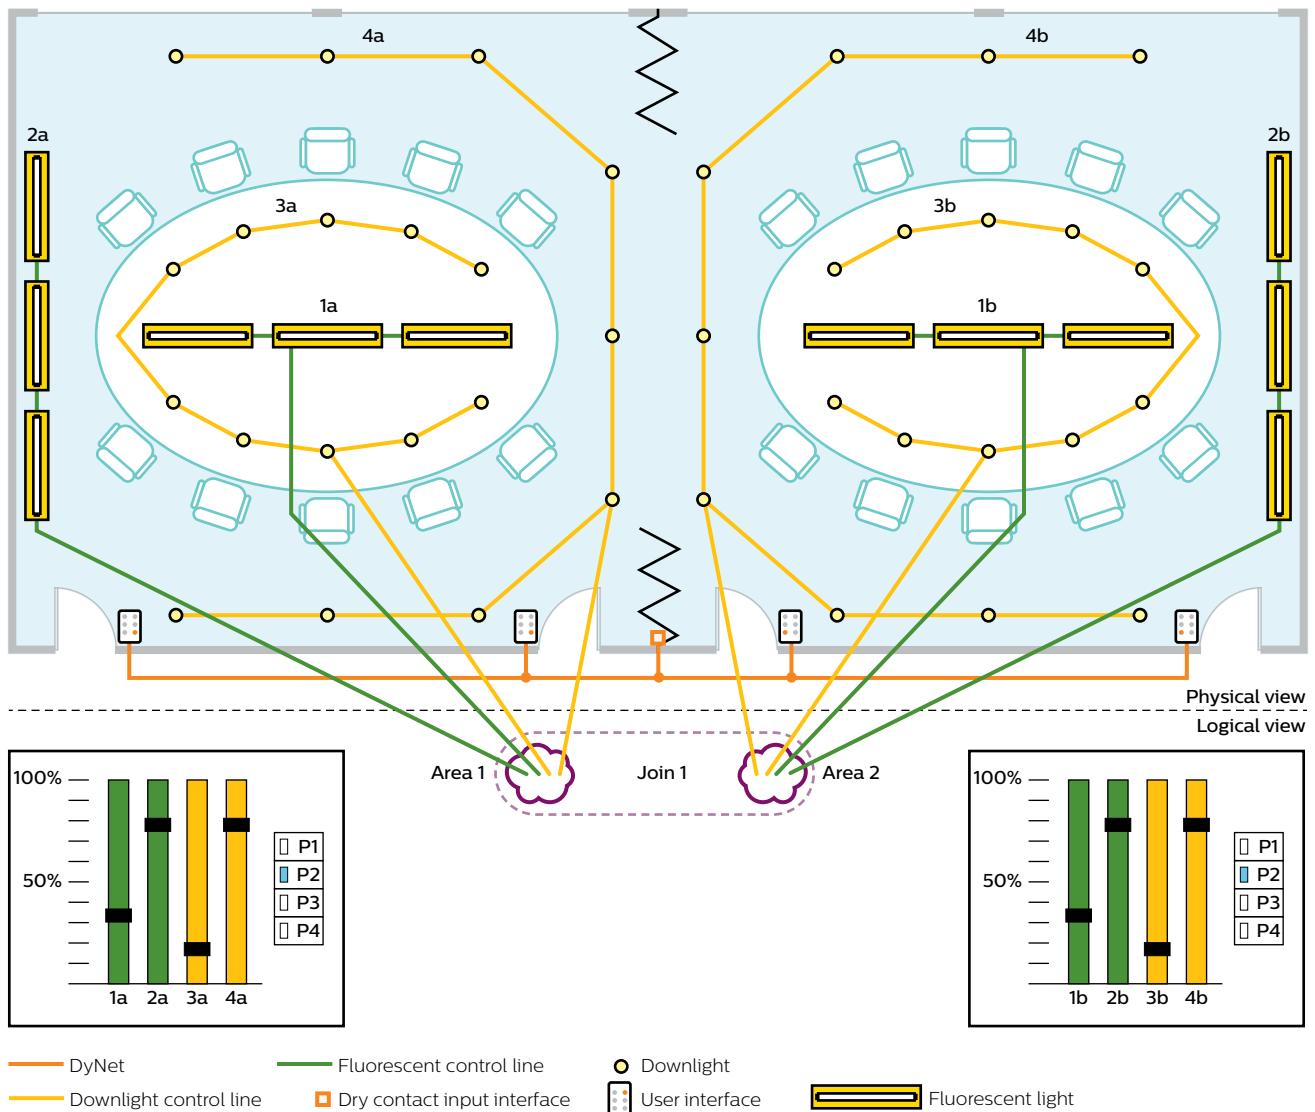 4a
4b
2a
2b
3a
3b
1a
1b
Physical view
Logical view
Area 1
Join 1
Area 2
100%
50%
1a 2a 3a 4a
P1
P2
P3
P4
100%
50%
1b 2b 3b 4b
P1
P2
P3
P4
DyNet
Fluorescent control line
Downlight
Downlight control line
Dry contact input interface
User interface
Fluorescent light